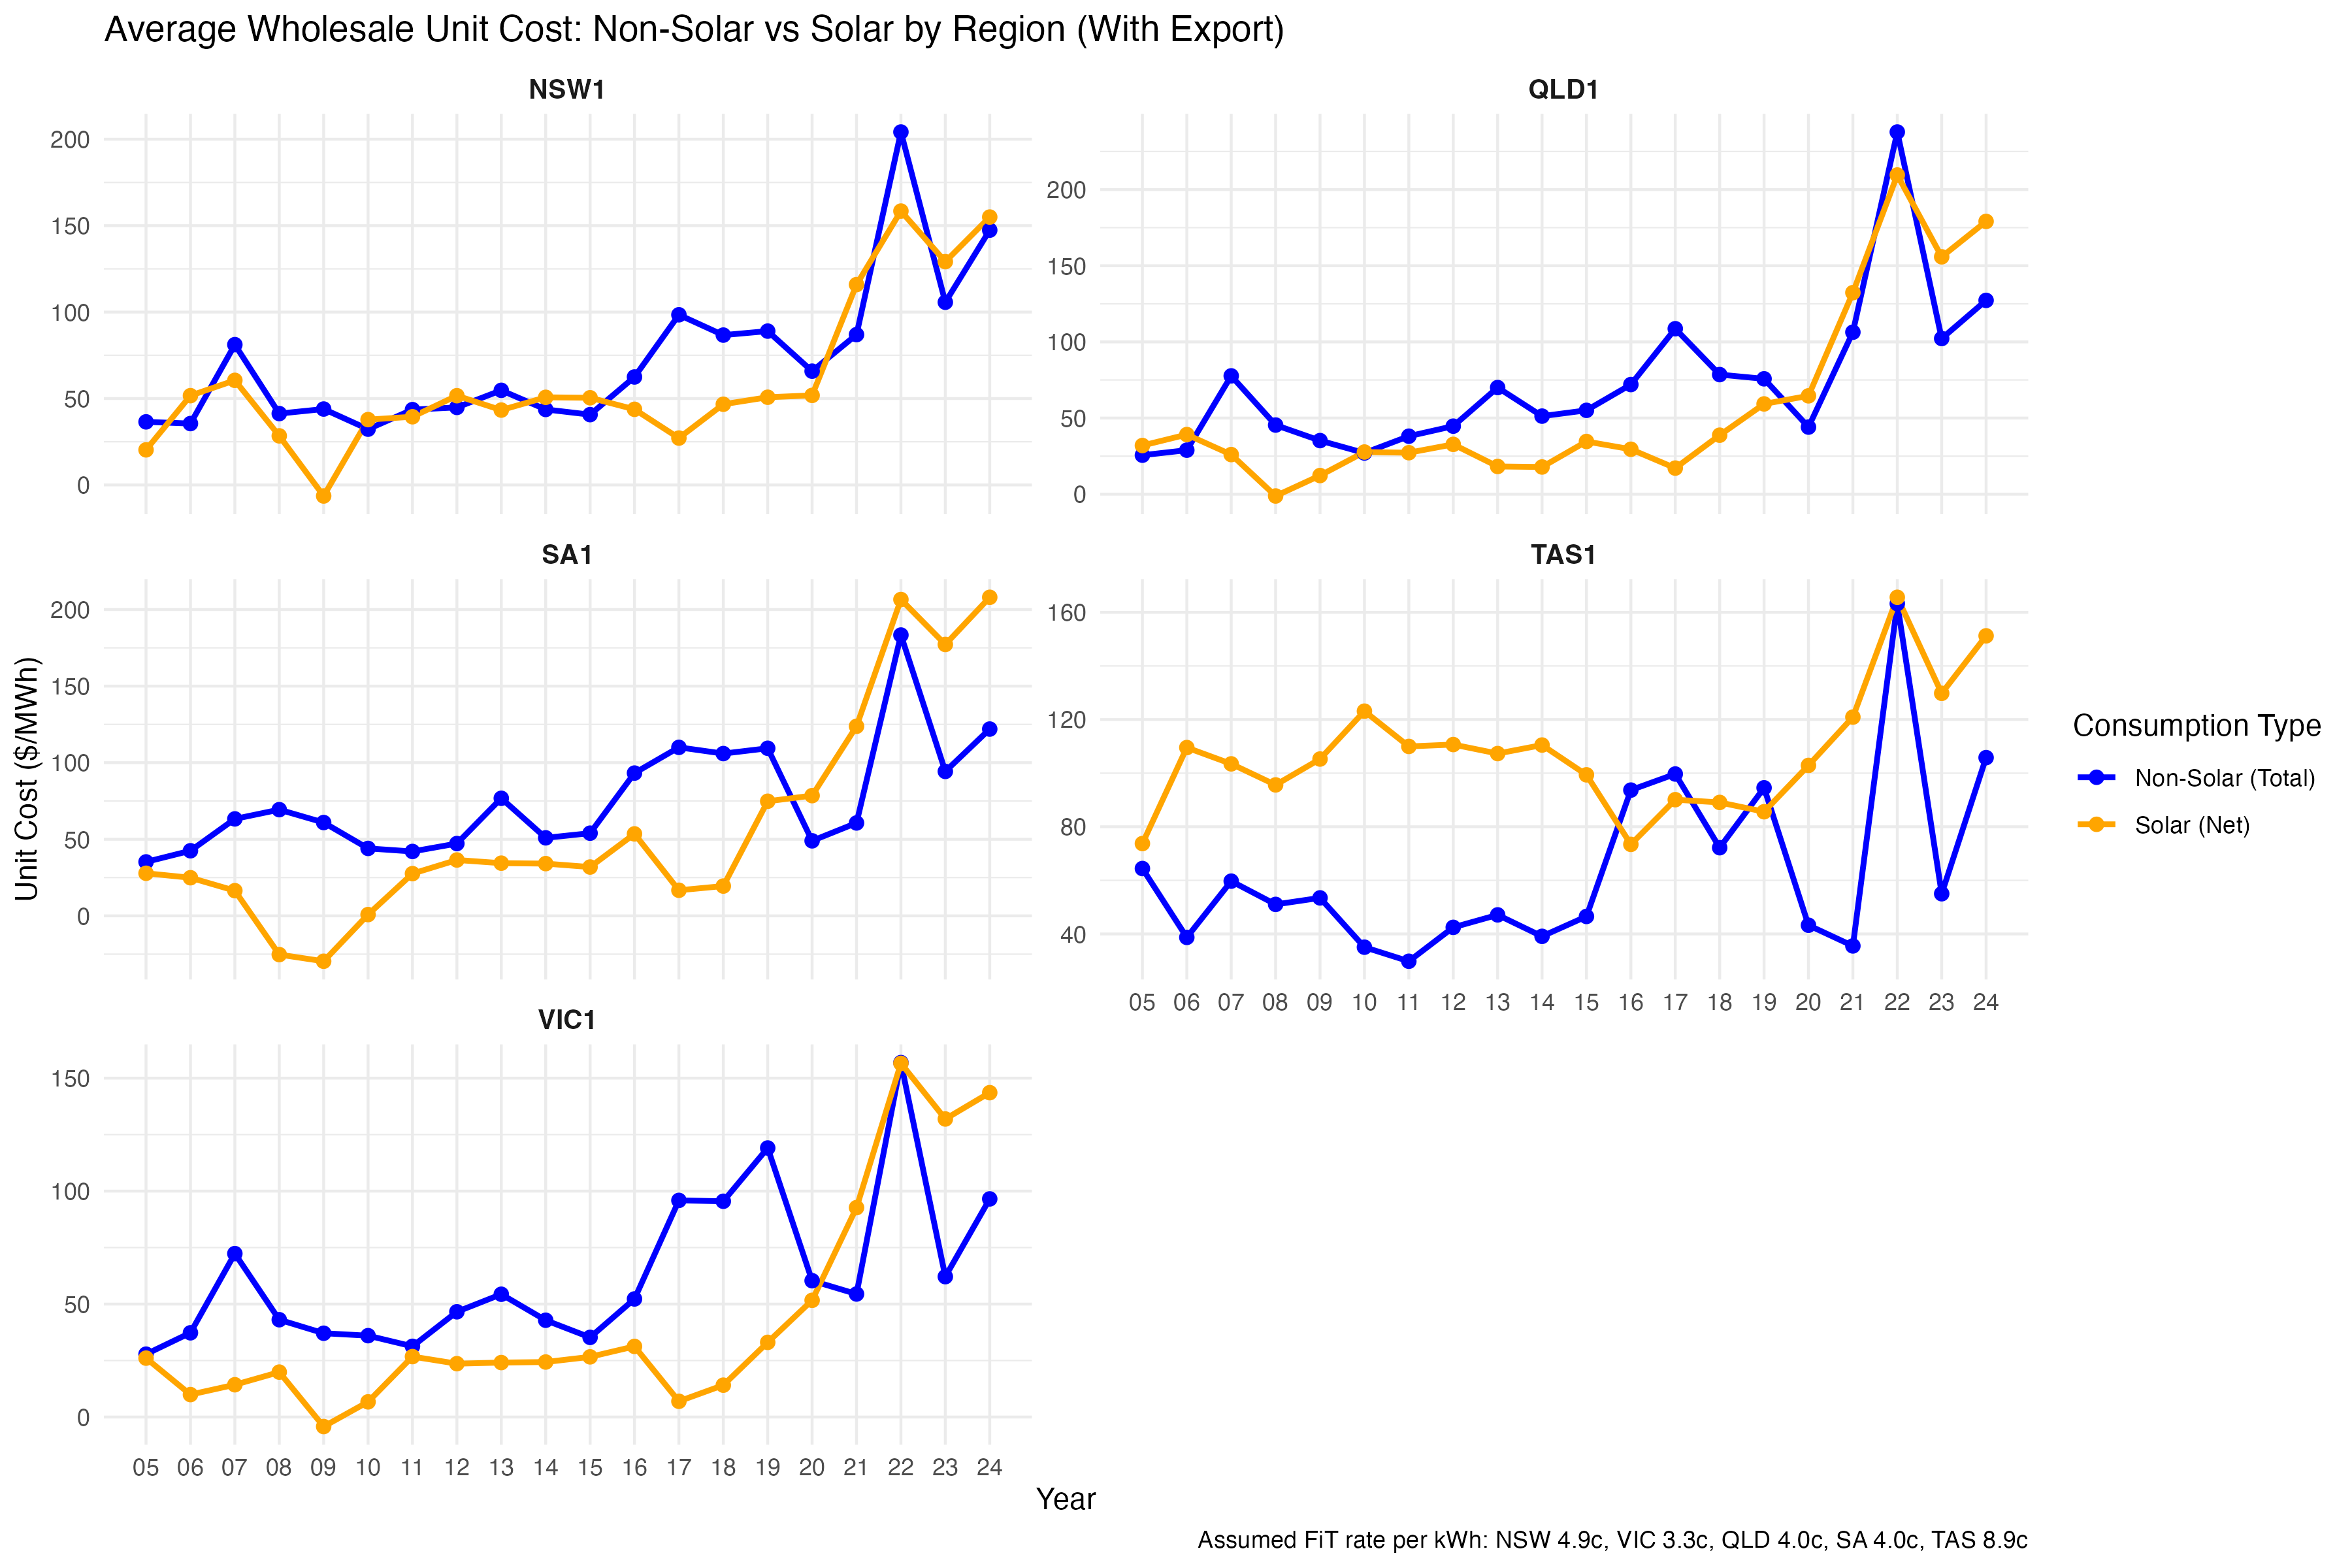 Average Wholesale Unit Cost: Non-Solar vs Solar by Region (With Export)
NSW1
200
150
100
50
0
QLD1
200
150
100
50
0
SA1
200
150
100
50
0
TAS1
160
120
80
40
05 06 07 08 09 10 11 12 13 14 15 16 17 18 19 20 21 22 23 24
VIC1
150
100
50
0
05 06 07 08 09 10 11 12 13 14 15 16 17 18 19 20 21 22 23 24
Unit Cost ($/MWh)
Year
Consumption Type
Non-Solar (Total)
Solar (Net)
Assumed FiT rate per kWh: NSW 4.9c, VIC 3.3c, QLD 4.0c, SA 4.0c, TAS 8.9c